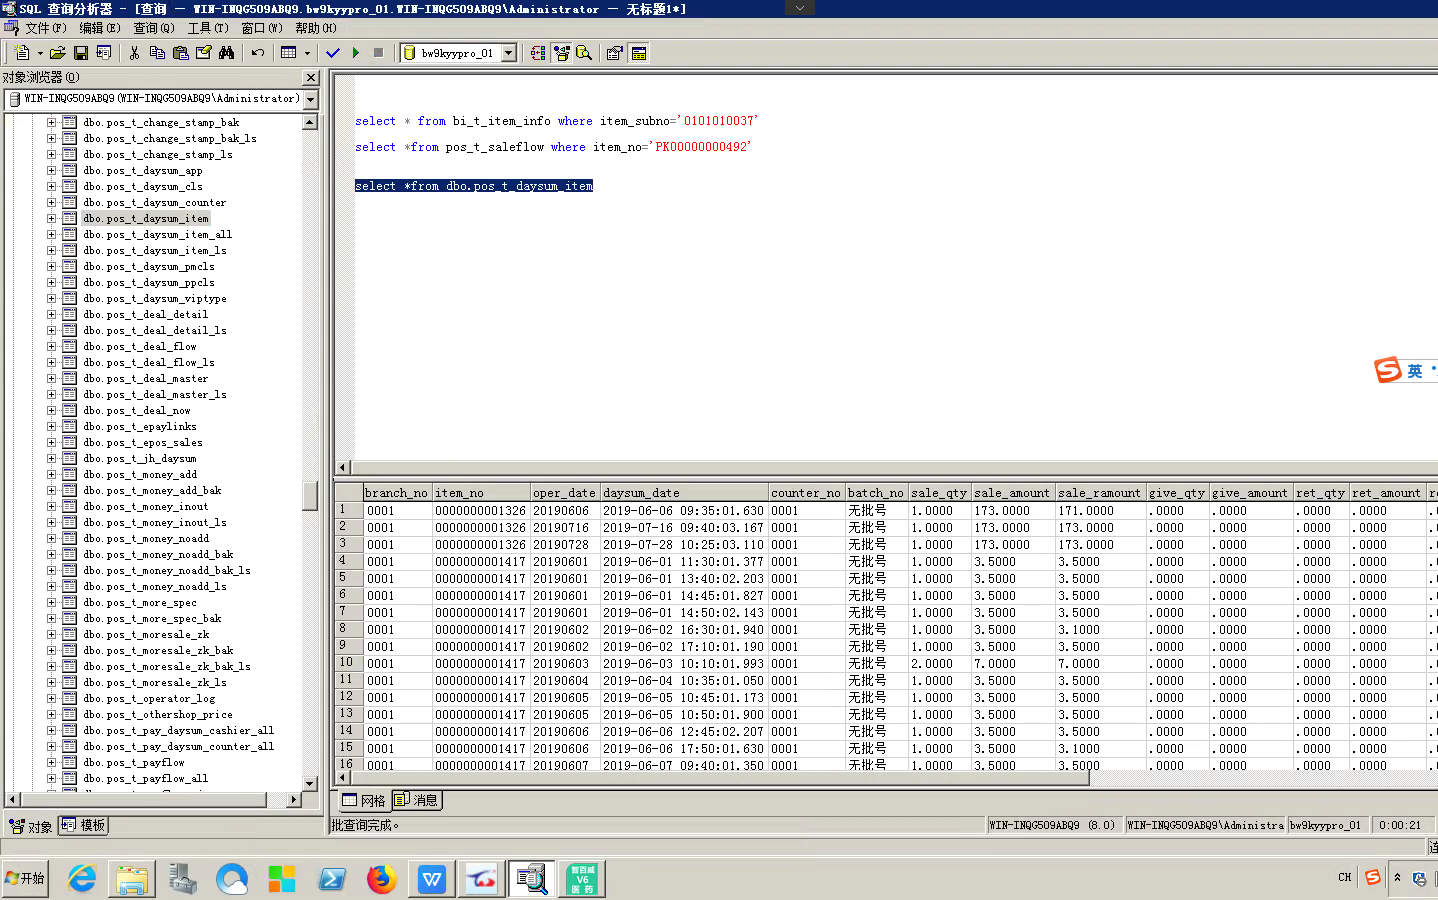 SQL 查询分析器 - [查询 — WIN-INQG509ABQ9.bw9kyypro_01.WIN-INQG509ABQ9\Administrator — 无标题1*]
文件(F) 编辑(E) 查询(Q) 工具(T) 窗口(W) 帮助(H)
bw9kyypro_01
对象浏览器(O)
WIN-INQG509ABQ9(WIN-INQG509ABQ9\Administrator)
dbo.pos_t_change_stamp_bak
dbo.pos_t_change_stamp_bak_ls
dbo.pos_t_change_stamp_ls
dbo.pos_t_daysum_app
dbo.pos_t_daysum_cls
dbo.pos_t_daysum_counter
dbo.pos_t_daysum_item
dbo.pos_t_daysum_item_all
dbo.pos_t_daysum_item_ls
dbo.pos_t_daysum_pmcls
dbo.pos_t_daysum_ppcls
dbo.pos_t_daysum_viptype
dbo.pos_t_deal_detail
dbo.pos_t_deal_detail_ls
dbo.pos_t_deal_flow
dbo.pos_t_deal_flow_ls
dbo.pos_t_deal_master
dbo.pos_t_deal_master_ls
dbo.pos_t_deal_now
dbo.pos_t_epaylinks
dbo.pos_t_epos_sales
dbo.pos_t_jh_daysum
dbo.pos_t_money_add
dbo.pos_t_money_add_bak
dbo.pos_t_money_inout
dbo.pos_t_money_inout_ls
dbo.pos_t_money_noadd
dbo.pos_t_money_noadd_bak
dbo.pos_t_money_noadd_bak_ls
dbo.pos_t_money_noadd_ls
dbo.pos_t_more_spec
dbo.pos_t_more_spec_bak
dbo.pos_t_moresale_zk
dbo.pos_t_moresale_zk_bak
dbo.pos_t_moresale_zk_bak_ls
dbo.pos_t_moresale_zk_ls
dbo.pos_t_operator_log
dbo.pos_t_othershop_price
dbo.pos_t_pay_daysum_cashier_all
dbo.pos_t_pay_daysum_counter_all
dbo.pos_t_payflow
dbo.pos_t_payflow_all
对象 模板
select * from bi_t_item_info where item_subno='0101010037'
select *from pos_t_saleflow where item_no='PK00000000492'
select *from dbo.pos_t_daysum_item
英
branch_no item_no oper_date daysum_date counter_no batch_no sale_qty sale_amount sale_ramount give_qty give_amount ret_qty ret_amount
1 0001 0000000001326 20190606 2019-06-06 09:35:01.630 0001 无批号 1.0000 173.0000 171.0000 .0000 .0000 .0000 .0000
2 0001 0000000001326 20190716 2019-07-16 09:40:03.167 0001 无批号 1.0000 173.0000 173.0000 .0000 .0000 .0000 .0000
3 0001 0000000001326 20190728 2019-07-28 10:25:03.110 0001 无批号 1.0000 173.0000 173.0000 .0000 .0000 .0000 .0000
4 0001 0000000001417 20190601 2019-06-01 11:30:01.377 0001 无批号 1.0000 3.5000 3.5000 .0000 .0000 .0000 .0000
5 0001 0000000001417 20190601 2019-06-01 13:40:02.203 0001 无批号 1.0000 3.5000 3.5000 .0000 .0000 .0000 .0000
6 0001 0000000001417 20190601 2019-06-01 14:45:01.827 0001 无批号 1.0000 3.5000 3.5000 .0000 .0000 .0000 .0000
7 0001 0000000001417 20190601 2019-06-01 14:50:02.143 0001 无批号 1.0000 3.5000 3.5000 .0000 .0000 .0000 .0000
8 0001 0000000001417 20190602 2019-06-02 16:30:01.940 0001 无批号 1.0000 3.5000 3.1000 .0000 .0000 .0000 .0000
9 0001 0000000001417 20190602 2019-06-02 17:10:01.190 0001 无批号 1.0000 3.5000 3.5000 .0000 .0000 .0000 .0000
10 0001 0000000001417 20190603 2019-06-03 10:10:01.993 0001 无批号 2.0000 7.0000 7.0000 .0000 .0000 .0000 .0000
11 0001 0000000001417 20190604 2019-06-04 10:35:01.050 0001 无批号 1.0000 3.5000 3.5000 .0000 .0000 .0000 .0000
12 0001 0000000001417 20190605 2019-06-05 10:45:01.173 0001 无批号 1.0000 3.5000 3.5000 .0000 .0000 .0000 .0000
13 0001 0000000001417 20190605 2019-06-05 10:50:01.900 0001 无批号 1.0000 3.5000 3.5000 .0000 .0000 .0000 .0000
14 0001 0000000001417 20190606 2019-06-06 12:45:02.207 0001 无批号 1.0000 3.5000 3.5000 .0000 .0000 .0000 .0000
15 0001 0000000001417 20190606 2019-06-06 17:50:01.630 0001 无批号 1.0000 3.5000 3.1000 .0000 .0000 .0000 .0000
16 0001 0000000001417 20190607 2019-06-07 09:40:01.350 0001 无批号 1.0000 3.5000 3.5000 .0000 .0000 .0000 .0000
网格 消息
批查询完成。 WIN-INQG509ABQ9 (8.0) WIN-INQG509ABQ9\Administra bw9kyypro_01 0:00:21
开始 V6 医药 CH